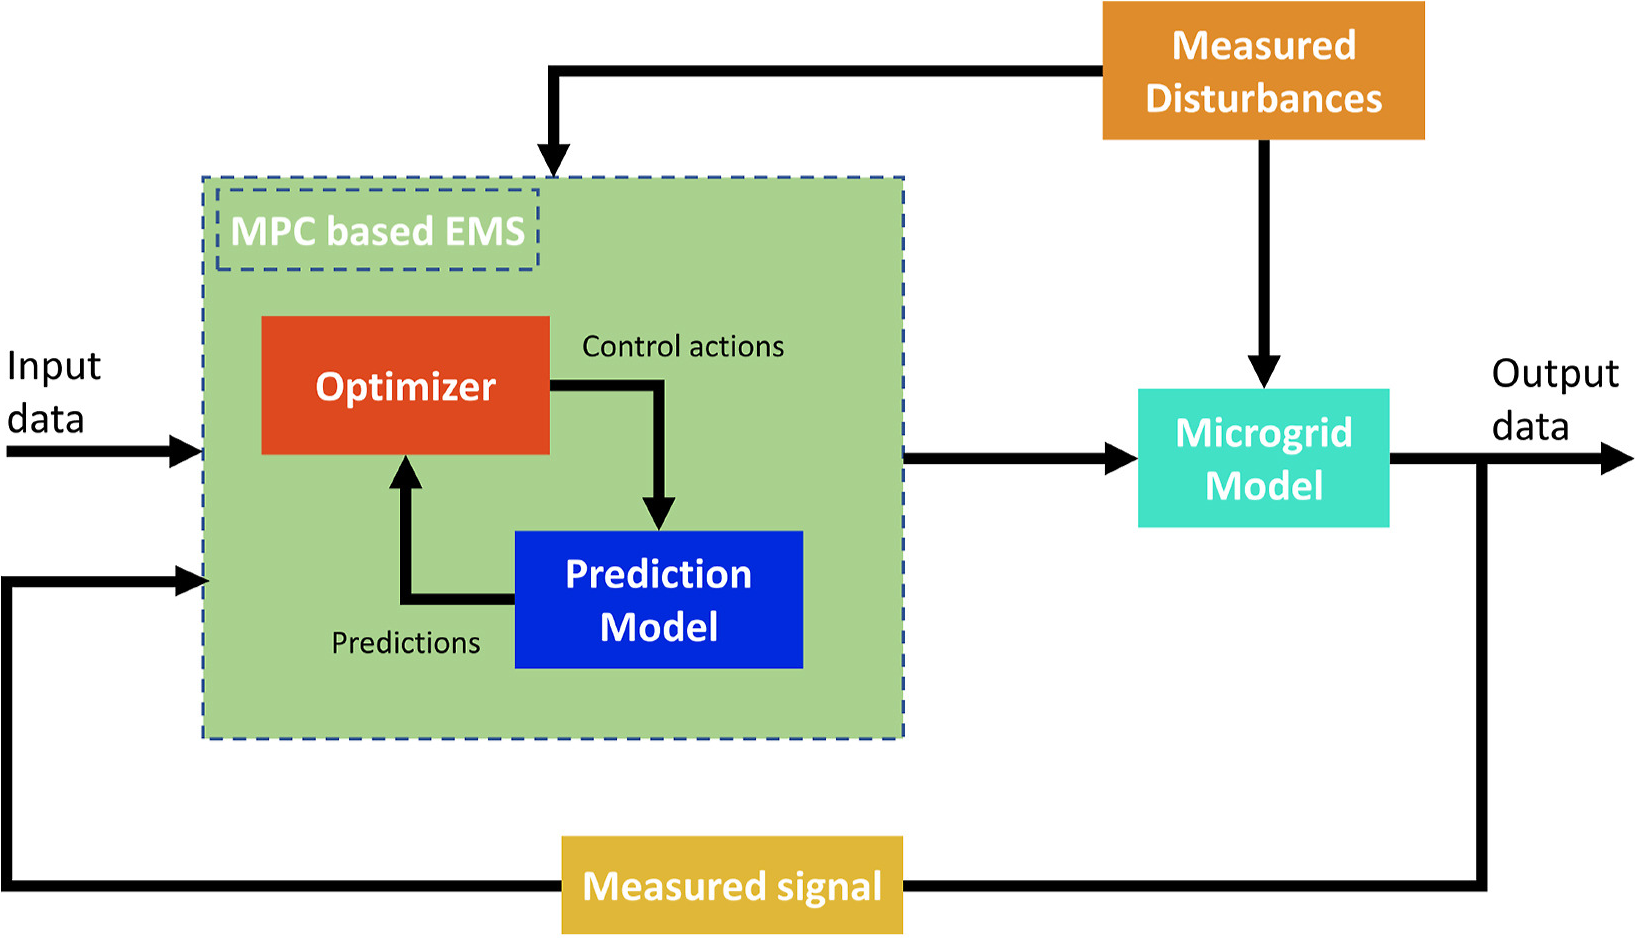 Measured
Disturbances
MPC based EMS
Control actions
Optimizer
Input
data
Output
data
Microgrid
Model
Prediction
Model
Predictions
Measured signal